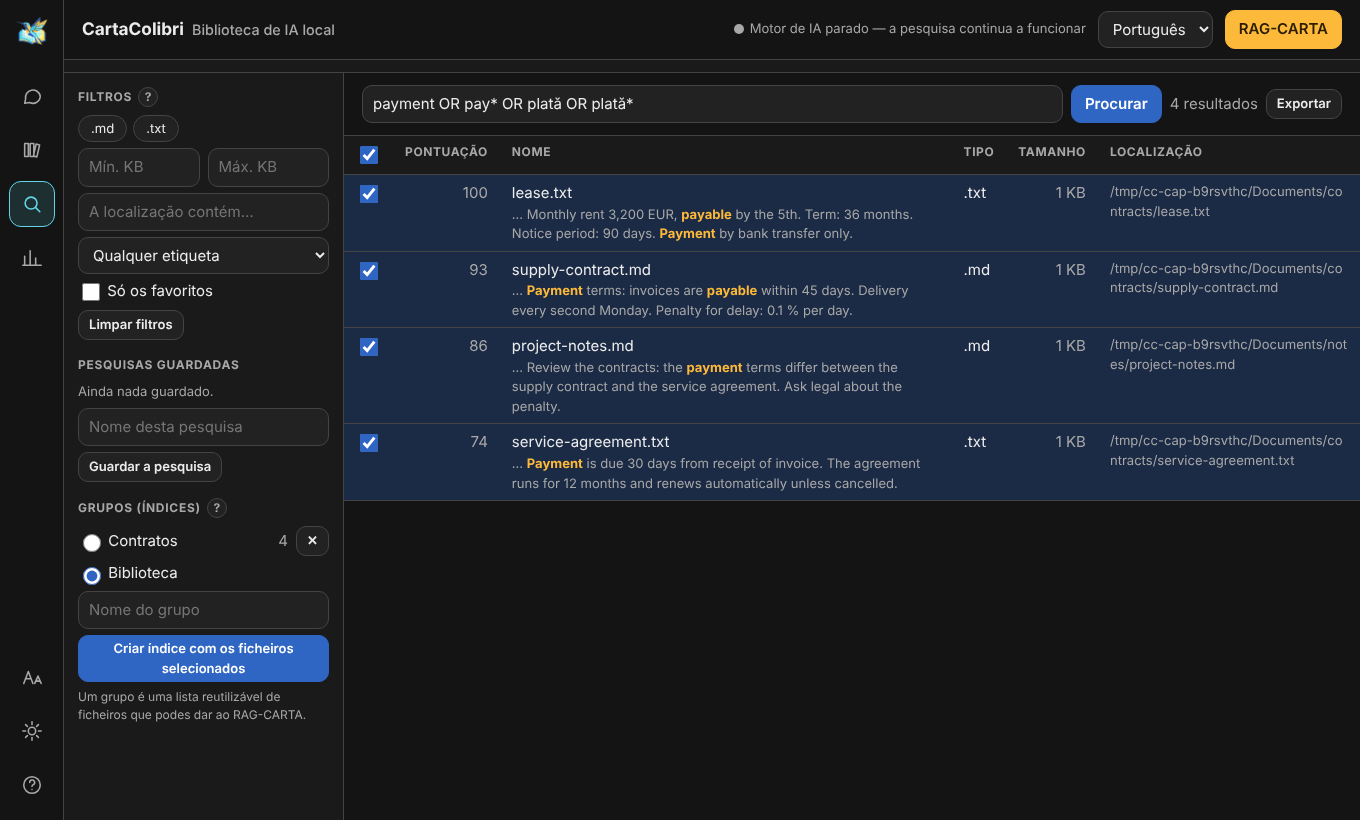 CartaColibri Biblioteca de IA local
Motor de IA parado — a pesquisa continua a funcionar
Português
RAG-CARTA
FILTROS ?
.md .txt
Mín. KB Máx. KB
A localização contém…
Qualquer etiqueta
Só os favoritos
Limpar filtros
PESQUISAS GUARDADAS
Ainda nada guardado.
Nome desta pesquisa
Guardar a pesquisa
GRUPOS (ÍNDICES) ?
Contratos 4 ×
Biblioteca
Nome do grupo
Criar índice com os ficheiros
selecionados
Um grupo é uma lista reutilizável de
ficheiros que podes dar ao RAG-CARTA.
payment OR pay* OR plată OR plată*
Procurar 4 resultados Exportar
PONTUAÇÃO NOME TIPO TAMANHO LOCALIZAÇÃO
100 lease.txt .txt 1 KB /tmp/cc-cap-b9rsvthc/Documents/co
ntracts/lease.txt
… Monthly rent 3,200 EUR, payable by the 5th. Term: 36 months.
Notice period: 90 days. Payment by bank transfer only.
93 supply-contract.md .md 1 KB /tmp/cc-cap-b9rsvthc/Documents/co
ntracts/supply-contract.md
… Payment terms: invoices are payable within 45 days. Delivery
every second Monday. Penalty for delay: 0.1 % per day.
86 project-notes.md .md 1 KB /tmp/cc-cap-b9rsvthc/Documents/not
es/project-notes.md
… Review the contracts: the payment terms differ between the
supply contract and the service agreement. Ask legal about the
penalty.
74 service-agreement.txt .txt 1 KB /tmp/cc-cap-b9rsvthc/Documents/co
ntracts/service-agreement.txt
… Payment is due 30 days from receipt of invoice. The agreement
runs for 12 months and renews automatically unless cancelled.
AA
?